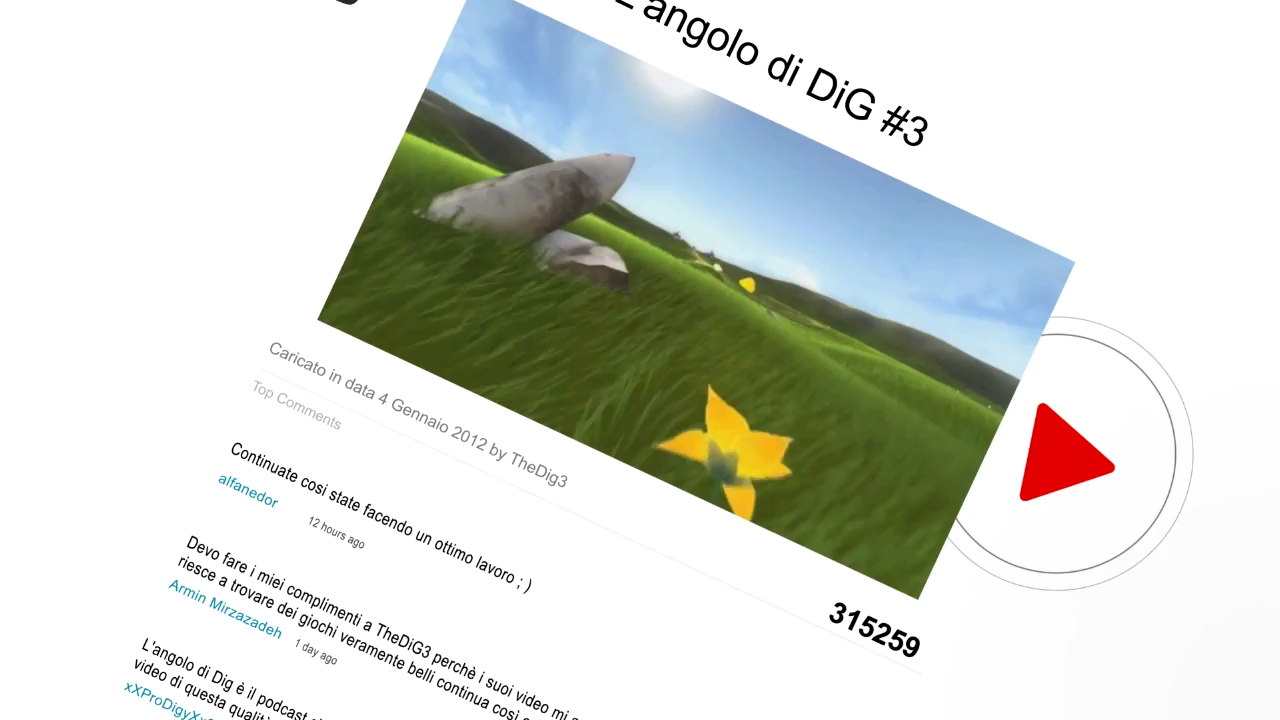 L'angolo di DiG #3
Caricato in data 4 Gennaio 2012 by TheDig3
315259
Top Comments
Continuate cosi state facendo un ottimo lavoro ; )
alfanedor
12 hours ago
Devo fare i miei complimenti a TheDiG3 perchè i suoi video mi
riesce a trovare dei giochi veramente belli continua così
Armin Mirzazadeh
1 day ago
L'angolo di Dig è il podcast
video di questa